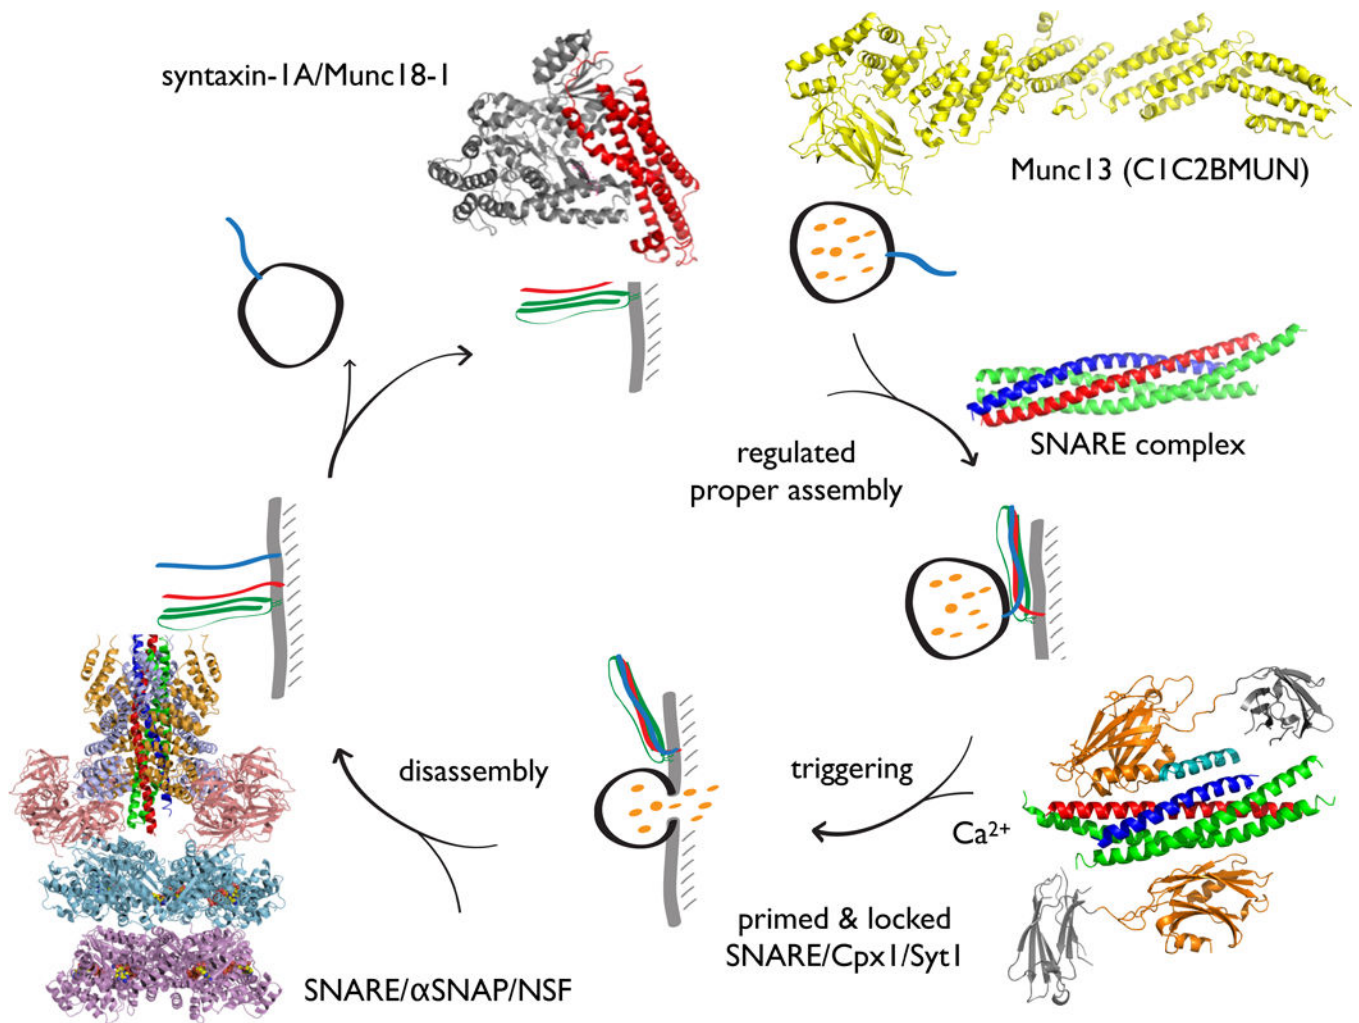 syntaxin-1A/Munc18-1
Munc13 (C1C2BMUN)
SNARE complex
regulated
proper assembly
triggering
Ca²⁺
primed & locked
SNARE/Cpx1/Syt1
disassembly
SNARE/αSNAP/NSF